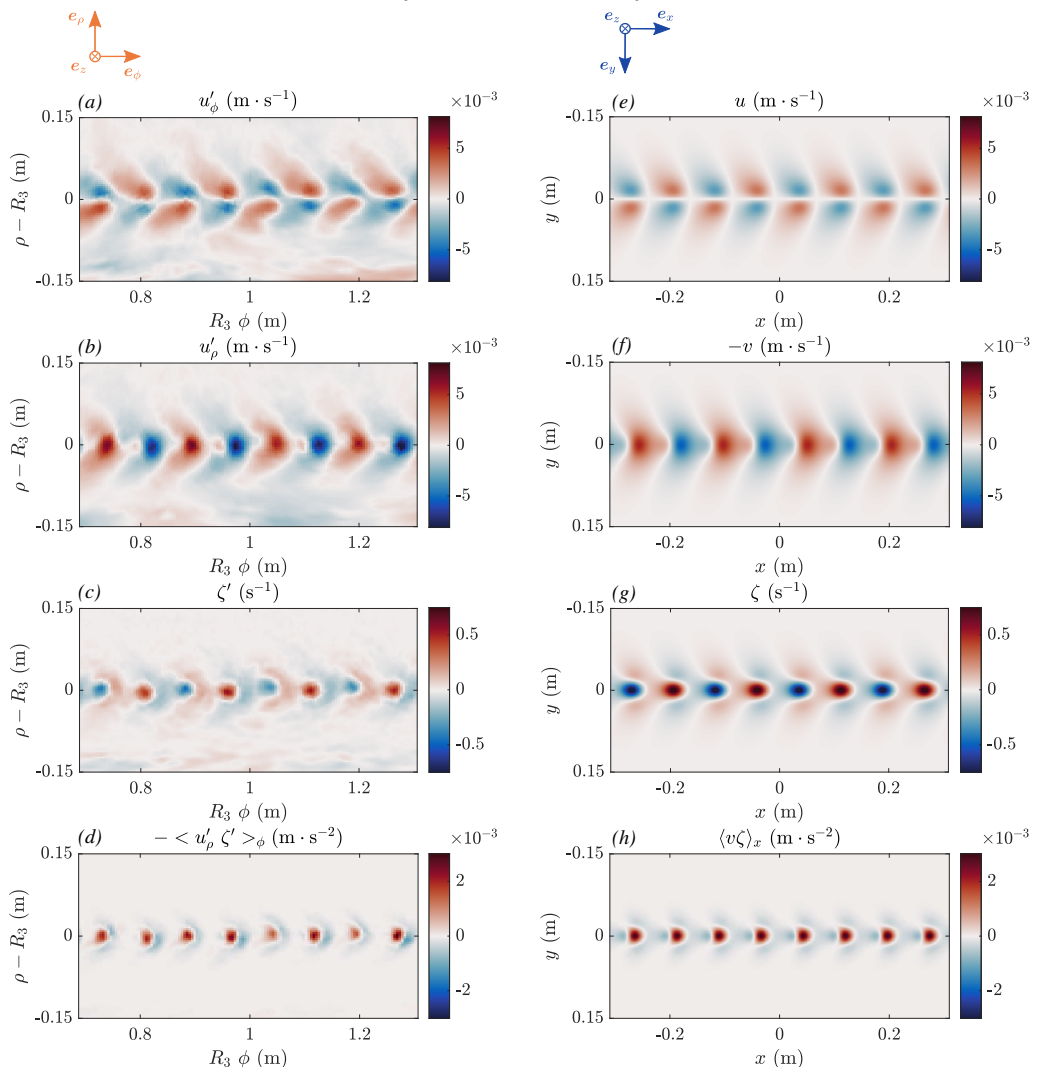 e_ρ
e_z e_ϕ
e_z e_x
e_y
(a) u′_ϕ (m · s⁻¹)
×10⁻³
0.15
0
-0.15
ρ − R₃ (m)
0.8 1 1.2
R₃ ϕ (m)
5
0
-5
(e) u (m · s⁻¹)
×10⁻³
-0.15
0
0.15
y (m)
-0.2 0 0.2
x (m)
5
0
-5
(b) u′_ρ (m · s⁻¹)
×10⁻³
0.15
0
-0.15
ρ − R₃ (m)
0.8 1 1.2
R₃ ϕ (m)
5
0
-5
(f) −v (m · s⁻¹)
×10⁻³
-0.15
0
0.15
y (m)
-0.2 0 0.2
x (m)
5
0
-5
(c) ζ′ (s⁻¹)
0.15
0
-0.15
ρ − R₃ (m)
0.8 1 1.2
R₃ ϕ (m)
0.5
0
-0.5
(g) ζ (s⁻¹)
-0.15
0
0.15
y (m)
-0.2 0 0.2
x (m)
0.5
0
-0.5
(d) − < u′_ρ ζ′ >_ϕ (m · s⁻²)
×10⁻³
0.15
0
-0.15
ρ − R₃ (m)
0.8 1 1.2
R₃ ϕ (m)
2
0
-2
(h) ⟨vζ⟩_x (m · s⁻²)
×10⁻³
-0.15
0
0.15
y (m)
-0.2 0 0.2
x (m)
2
0
-2